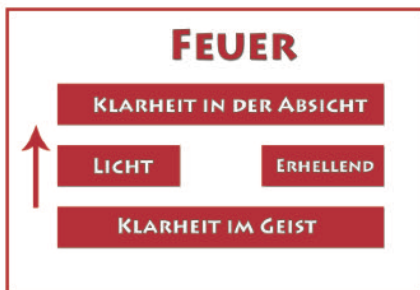 FEUER
KLARHEIT IN DER ABSICHT
LICHT
ERHELLEND
KLARHEIT IM GEIST